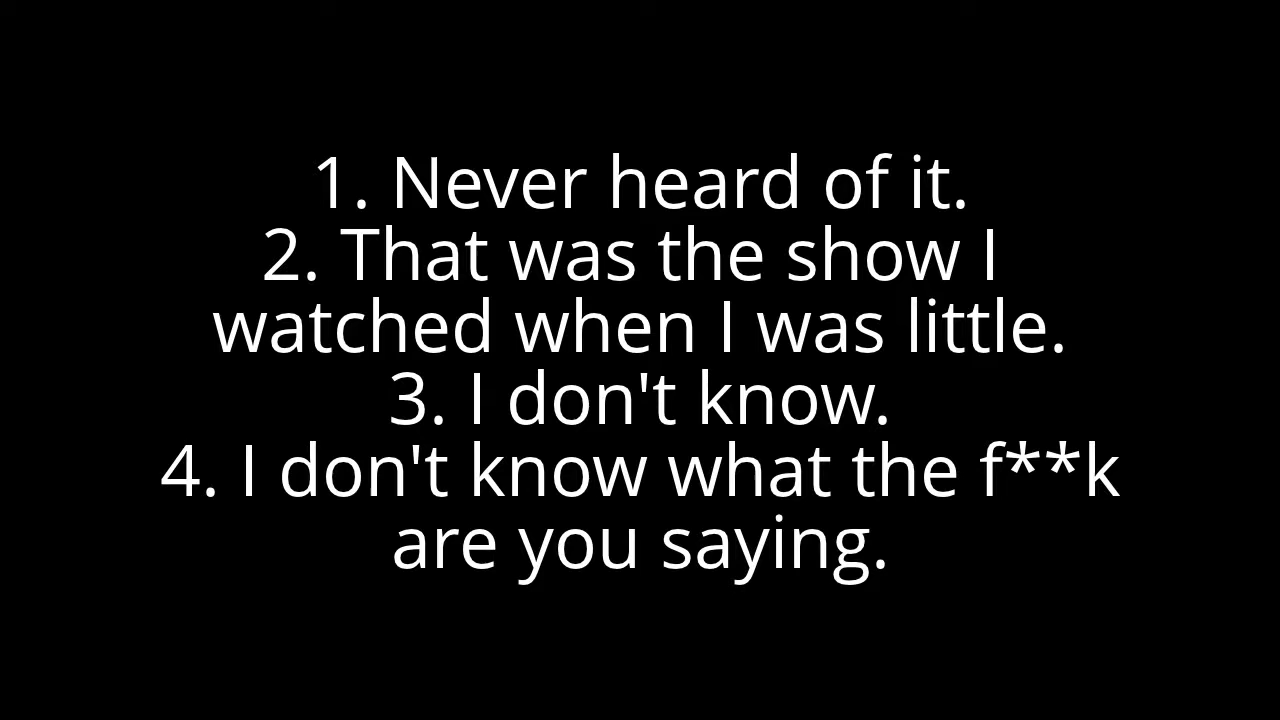 1. Never heard of it.
2. That was the show I
watched when I was little.
3. I don't know.
4. I don't know what the f**k
are you saying.